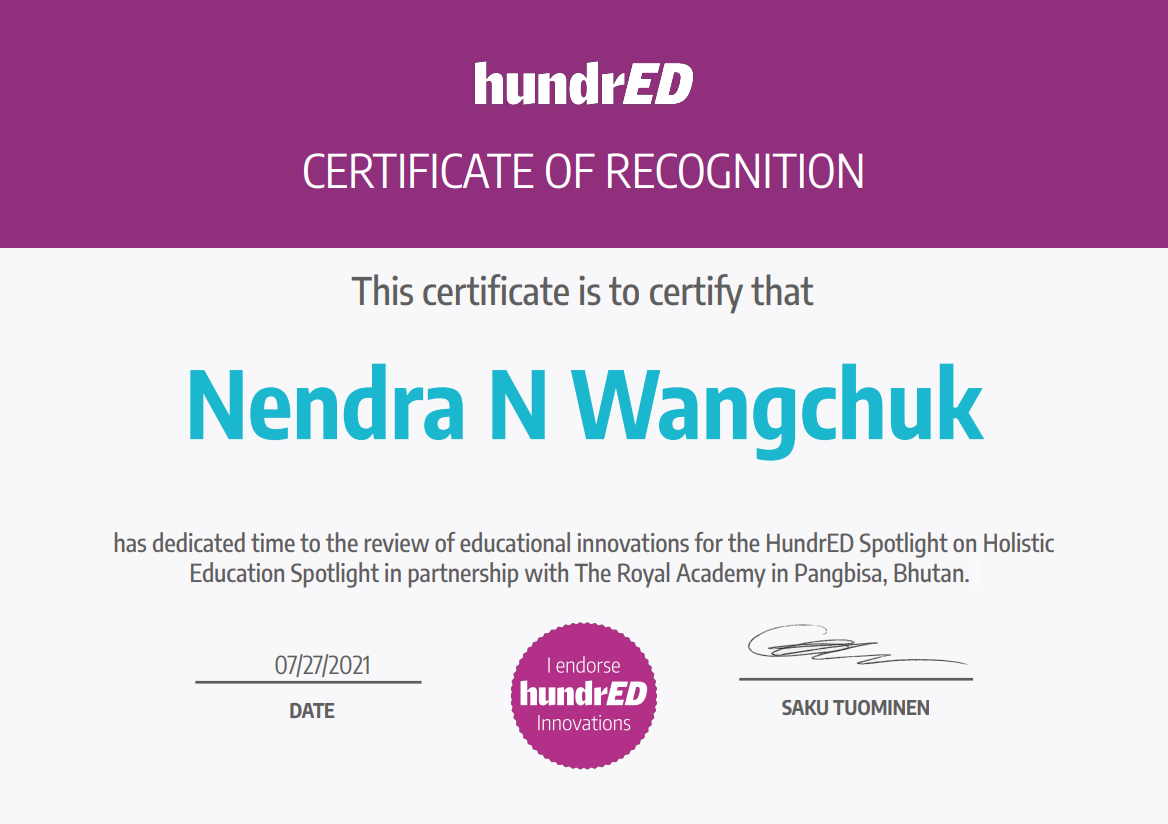 hundrED
CERTIFICATE OF RECOGNITION
This certificate is to certify that
Nendra N Wangchuk
has dedicated time to the review of educational innovations for the HundrED Spotlight on Holistic
Education Spotlight in partnership with The Royal Academy in Pangbisa, Bhutan.
07/27/2021
DATE
I endorse
hundrED
Innovations
SAKU TUOMINEN